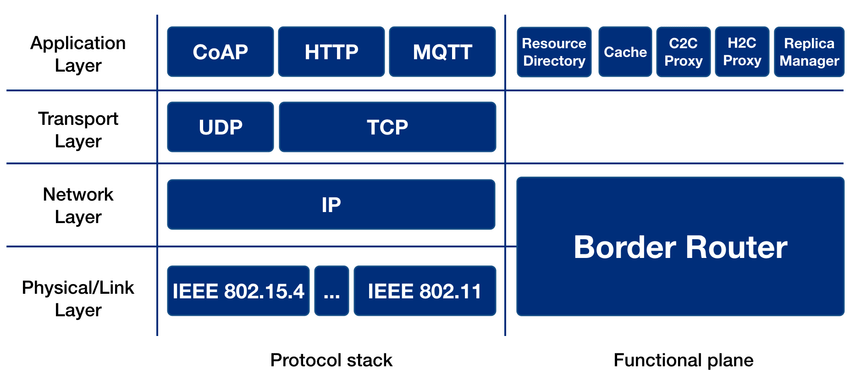 Application
Layer
CoAP
HTTP
MQTT
Resource
Directory
Cache
C2C
Proxy
H2C
Proxy
Replica
Manager
Transport
Layer
UDP
TCP
Network
Layer
IP
Border Router
Physical/Link
Layer
IEEE 802.15.4
...
IEEE 802.11
Protocol stack
Functional plane